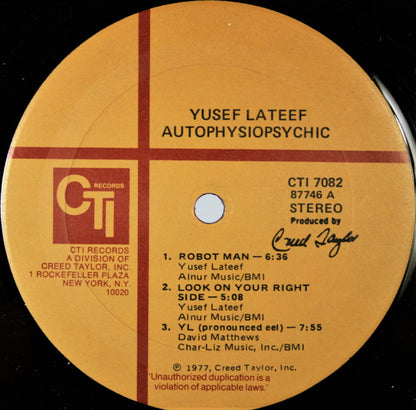 YUSEF LATEEF
AUTOPHYSIOPSYCHIC
CTI
RECORDS
CTI RECORDS
A DIVISION OF
CREED TAYLOR, INC.
1 ROCKEFELLER PLAZA
NEW YORK, N.Y.
10020
CTI 7082
87746 A
STEREO
Produced by
Creed Taylor
1. ROBOT MAN — 6:36
Yusef Lateef
Alnur Music/BMI
2. LOOK ON YOUR RIGHT
SIDE — 5:08
Yusef Lateef
Alnur Music/BMI
3. YL (pronounced eel) — 7:55
David Matthews
Char-Liz Music, Inc./BMI
℗ 1977, Creed Taylor, Inc.
'Unauthorized duplication is a
violation of applicable laws.'